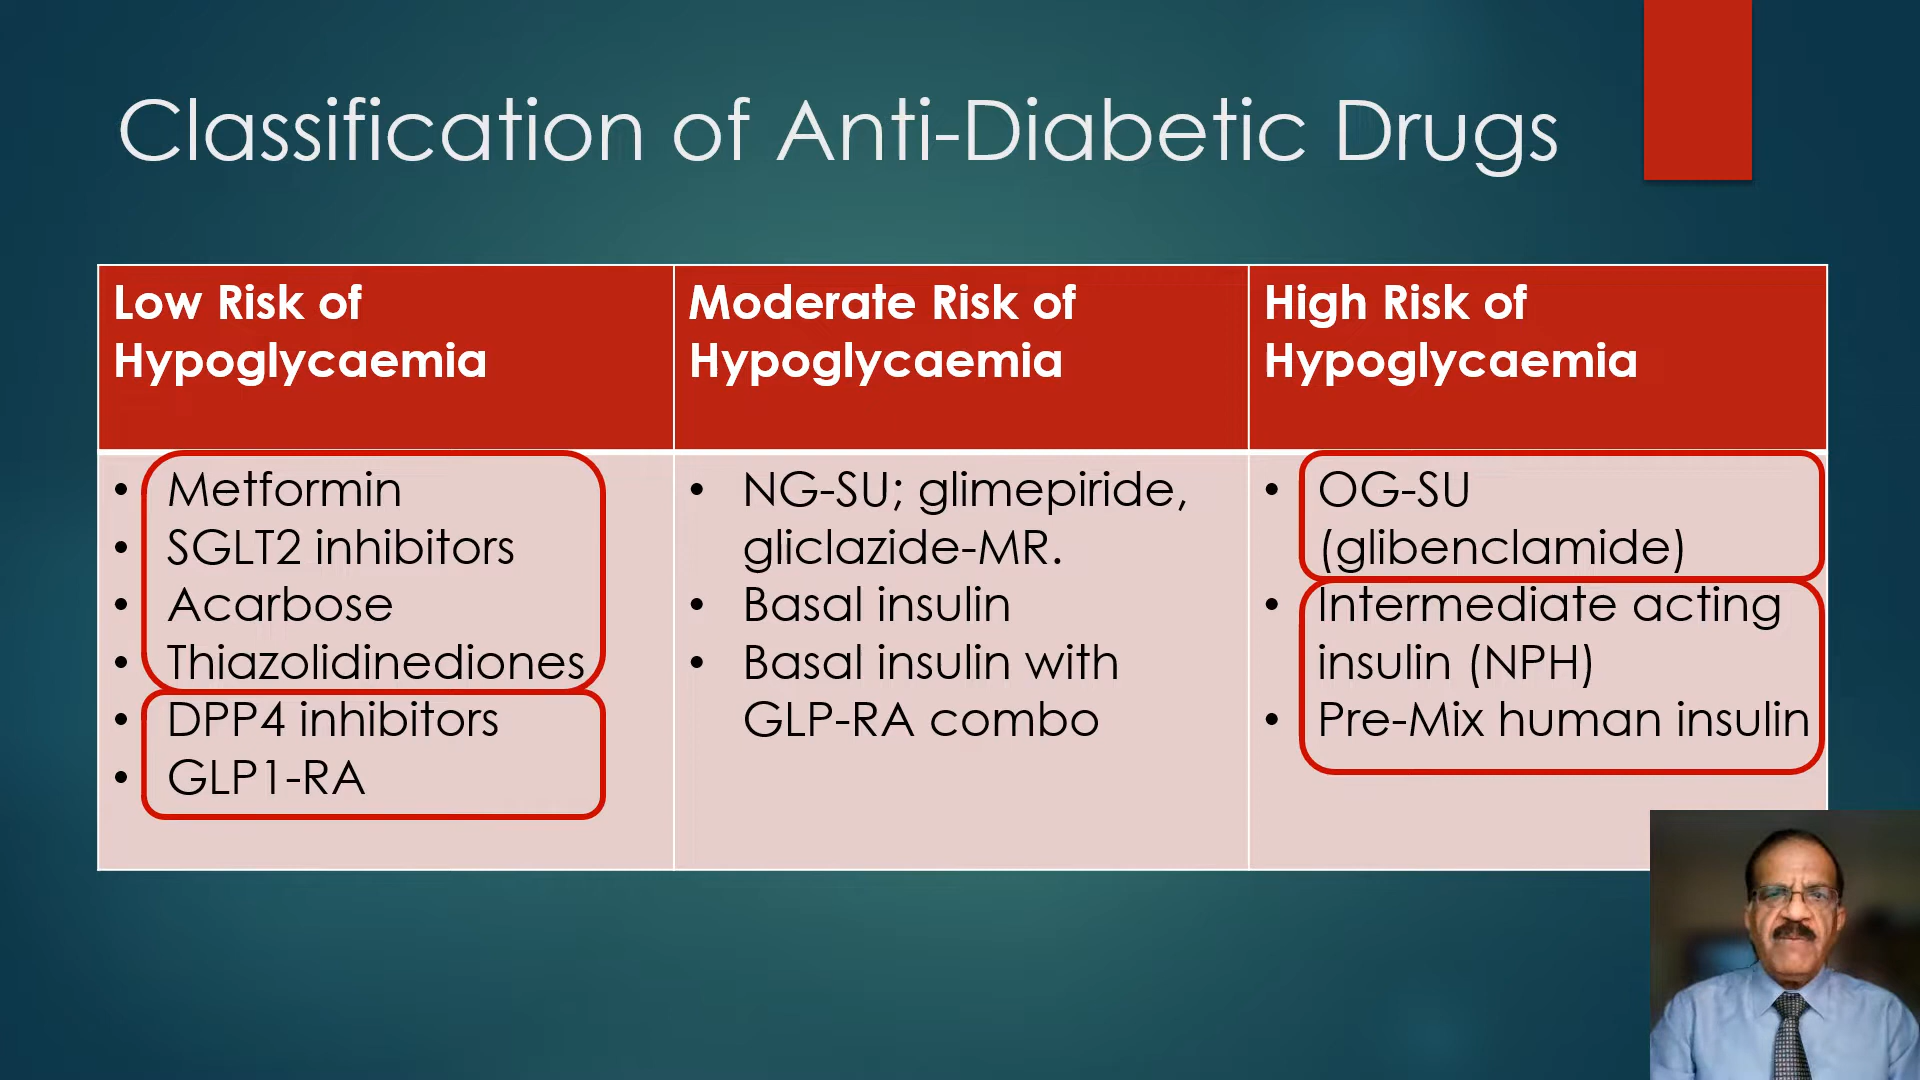 Classification of Anti-Diabetic Drugs
Low Risk of
Hypoglycaemia
Moderate Risk of
Hypoglycaemia
High Risk of
Hypoglycaemia
• Metformin
• SGLT2 inhibitors
• Acarbose
• Thiazolidinediones
• DPP4 inhibitors
• GLP1-RA
• NG-SU; glimepiride,
gliclazide-MR.
• Basal insulin
• Basal insulin with
GLP-RA combo
• OG-SU
(glibenclamide)
• Intermediate acting
insulin (NPH)
• Pre-Mix human insulin